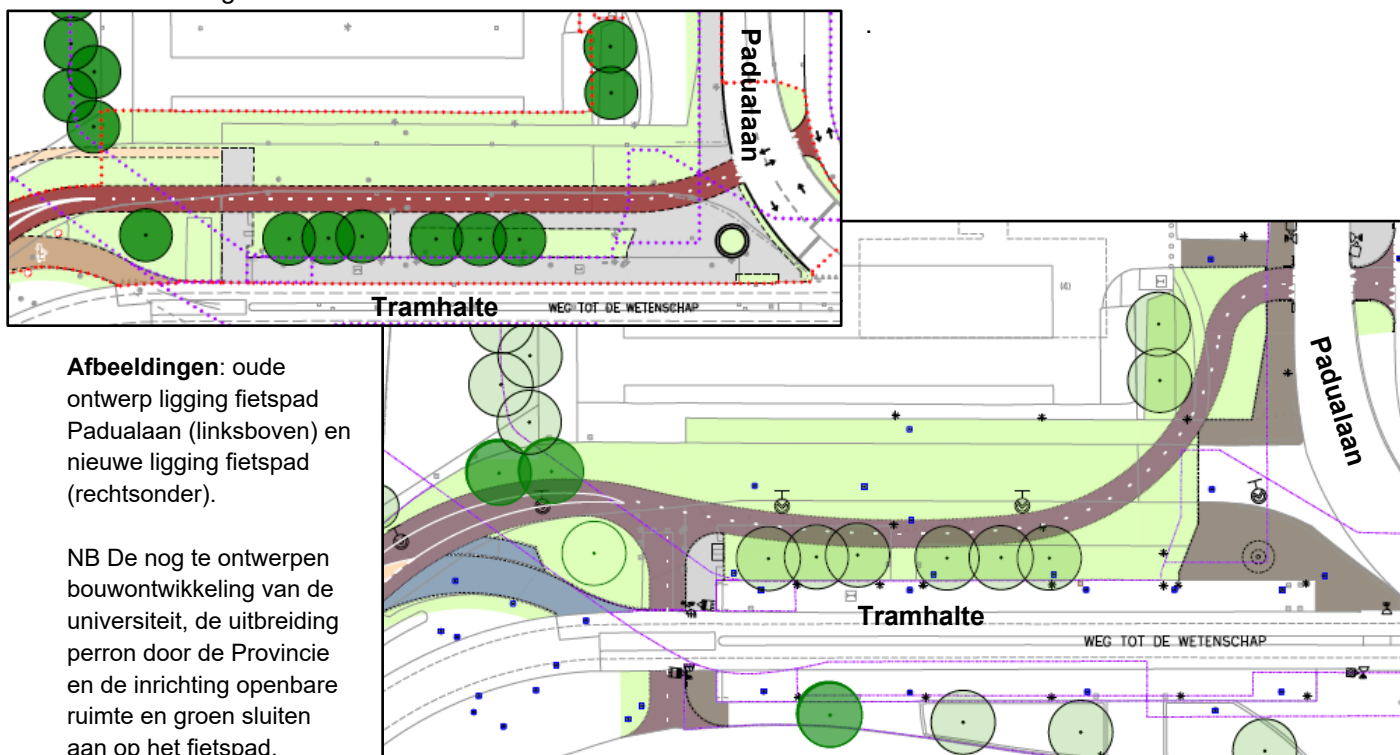 Padualaan
Tramhalte
WEG TOT DE WETENSCHAP
Afbeeldingen: oude
ontwerp ligging fietspad
Padualaan (linksboven) en
nieuwe ligging fietspad
(rechtsonder).
NB De nog te ontwerpen
bouwontwikkeling van de
universiteit, de uitbreiding
perron door de Provincie
en de inrichting openbare
ruimte en groen sluiten
aan op het fietspad.
Padualaan
Tramhalte
WEG TOT DE WETENSCHAP